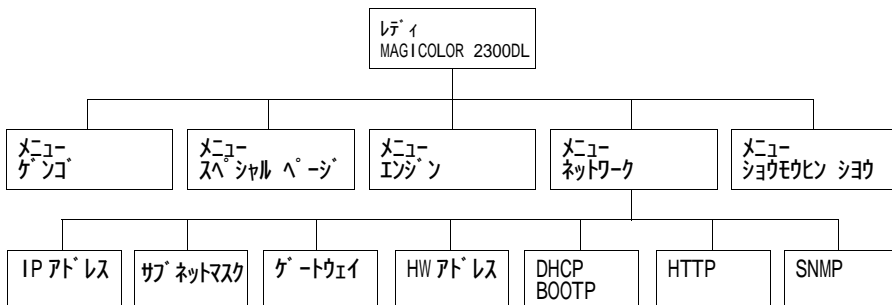 レディ
MAGICOLOR 2300DL
メニュー
ゲンゴ
メニュー
スペシャル ページ
メニュー
エンジン
メニュー
ネットワーク
メニュー
ショウモウヒン ショウ
IP アドレス
サブネットマスク
ゲートウェイ
HW アドレス
DHCP
BOOTP
HTTP
SNMP